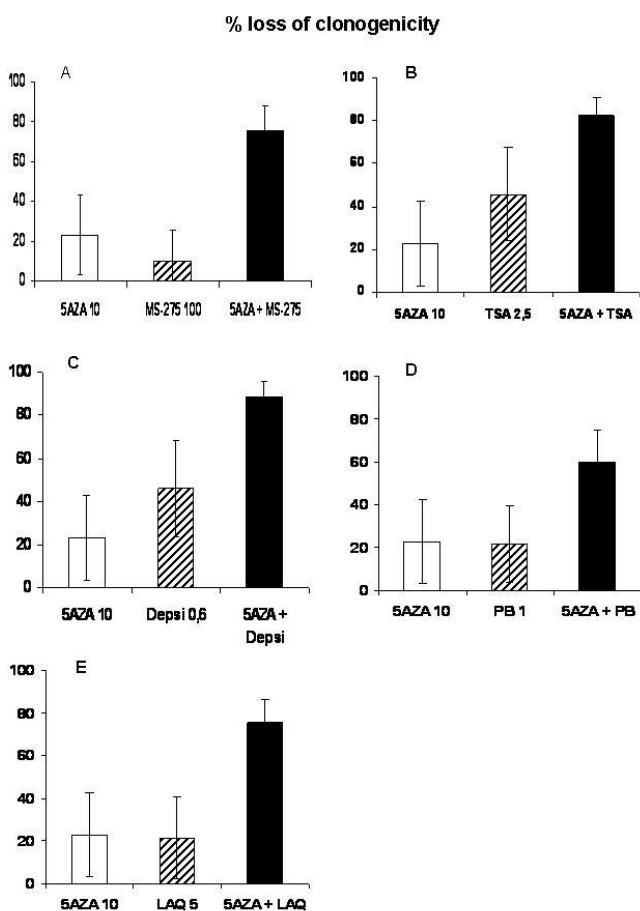 % loss of clonogenicity
A
100
80
60
40
20
0
5AZA 10 MS-275 100 5AZA + MS-275
B
100
80
60
40
20
0
5AZA 10 TSA 2,5 5AZA + TSA
C
100
80
60
40
20
0
5AZA 10 Depsi 0,6 5AZA +
Depsi
D
100
80
60
40
20
0
5AZA 10 PB 1 5AZA + PB
E
100
80
60
40
20
0
5AZA 10 LAQ 5 5AZA + LAQ